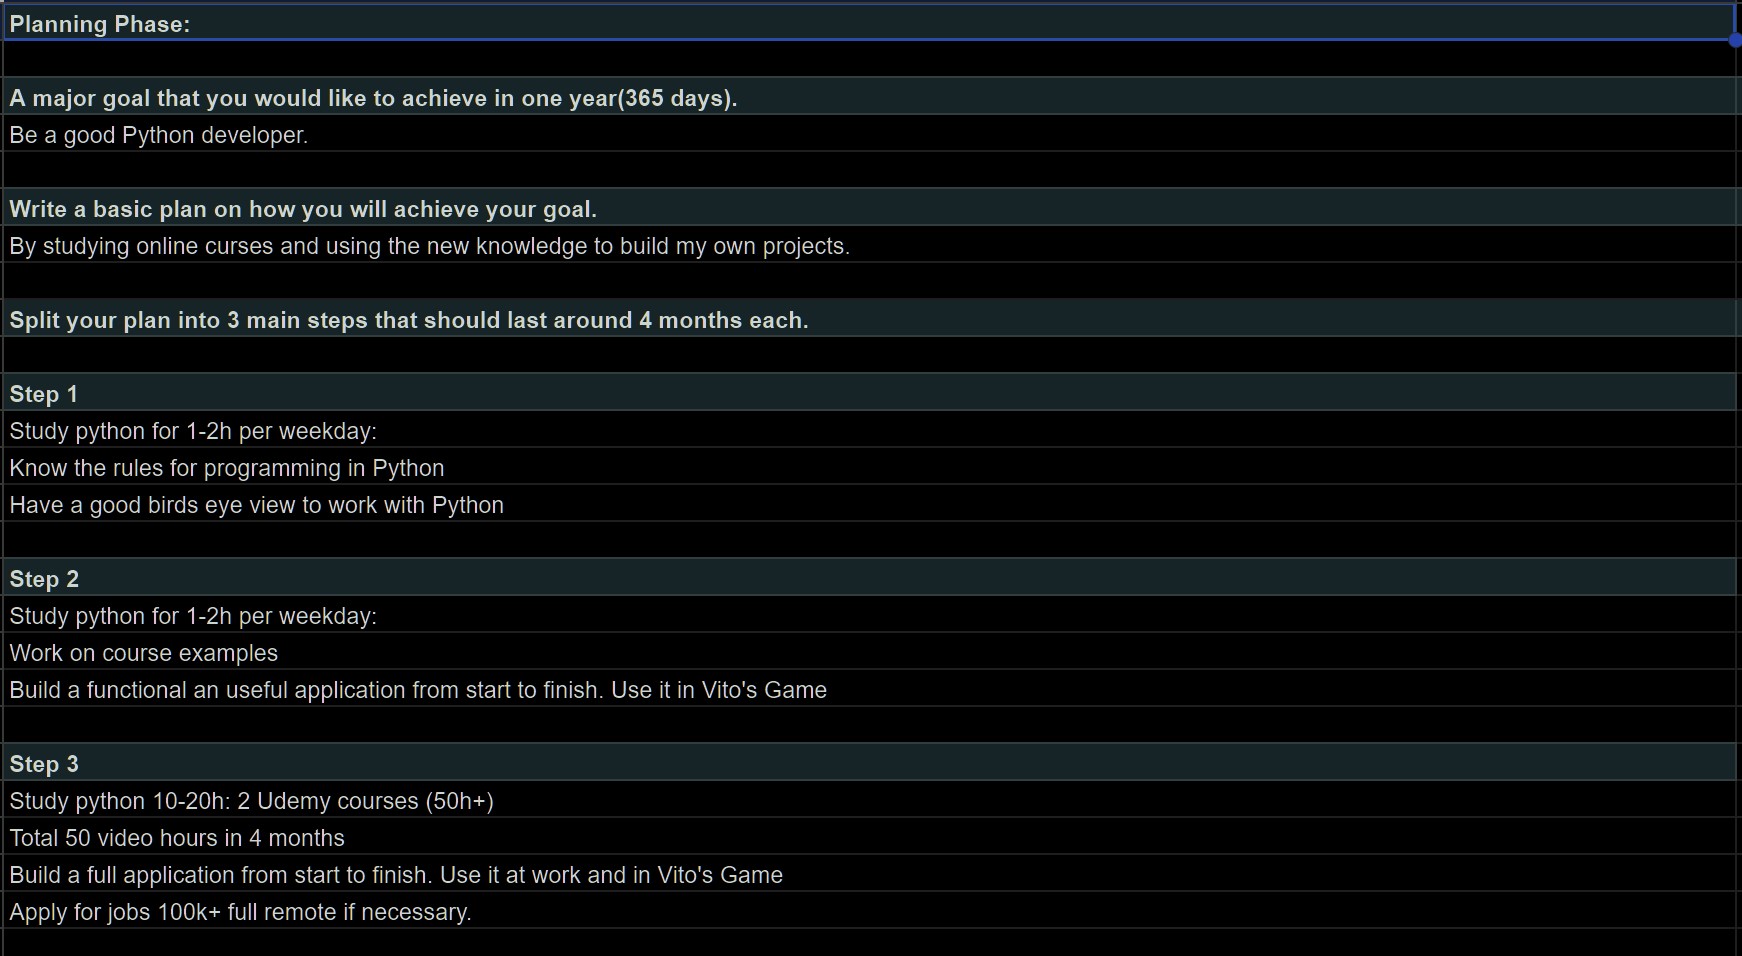 Planning Phase:
A major goal that you would like to achieve in one year(365 days).
Be a good Python developer.
Write a basic plan on how you will achieve your goal.
By studying online curses and using the new knowledge to build my own projects.
Split your plan into 3 main steps that should last around 4 months each.
Step 1
Study python for 1-2h per weekday:
Know the rules for programming in Python
Have a good birds eye view to work with Python
Step 2
Study python for 1-2h per weekday:
Work on course examples
Build a functional an useful application from start to finish. Use it in Vito's Game
Step 3
Study python 10-20h: 2 Udemy courses (50h+)
Total 50 video hours in 4 months
Build a full application from start to finish. Use it at work and in Vito's Game
Apply for jobs 100k+ full remote if necessary.